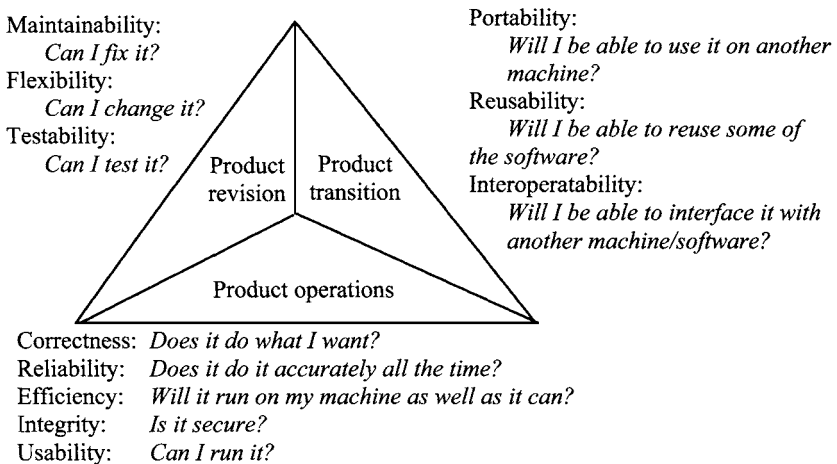 Maintainability:
Can I fix it?
Flexibility:
Can I change it?
Testability:
Can I test it?
Portability:
Will I be able to use it on another
machine?
Reusability:
Will I be able to reuse some of
the software?
Interoperatability:
Will I be able to interface it with
another machine/software?
Product
revision
Product
transition
Product operations
Correctness: Does it do what I want?
Reliability: Does it do it accurately all the time?
Efficiency: Will it run on my machine as well as it can?
Integrity: Is it secure?
Usability: Can I run it?